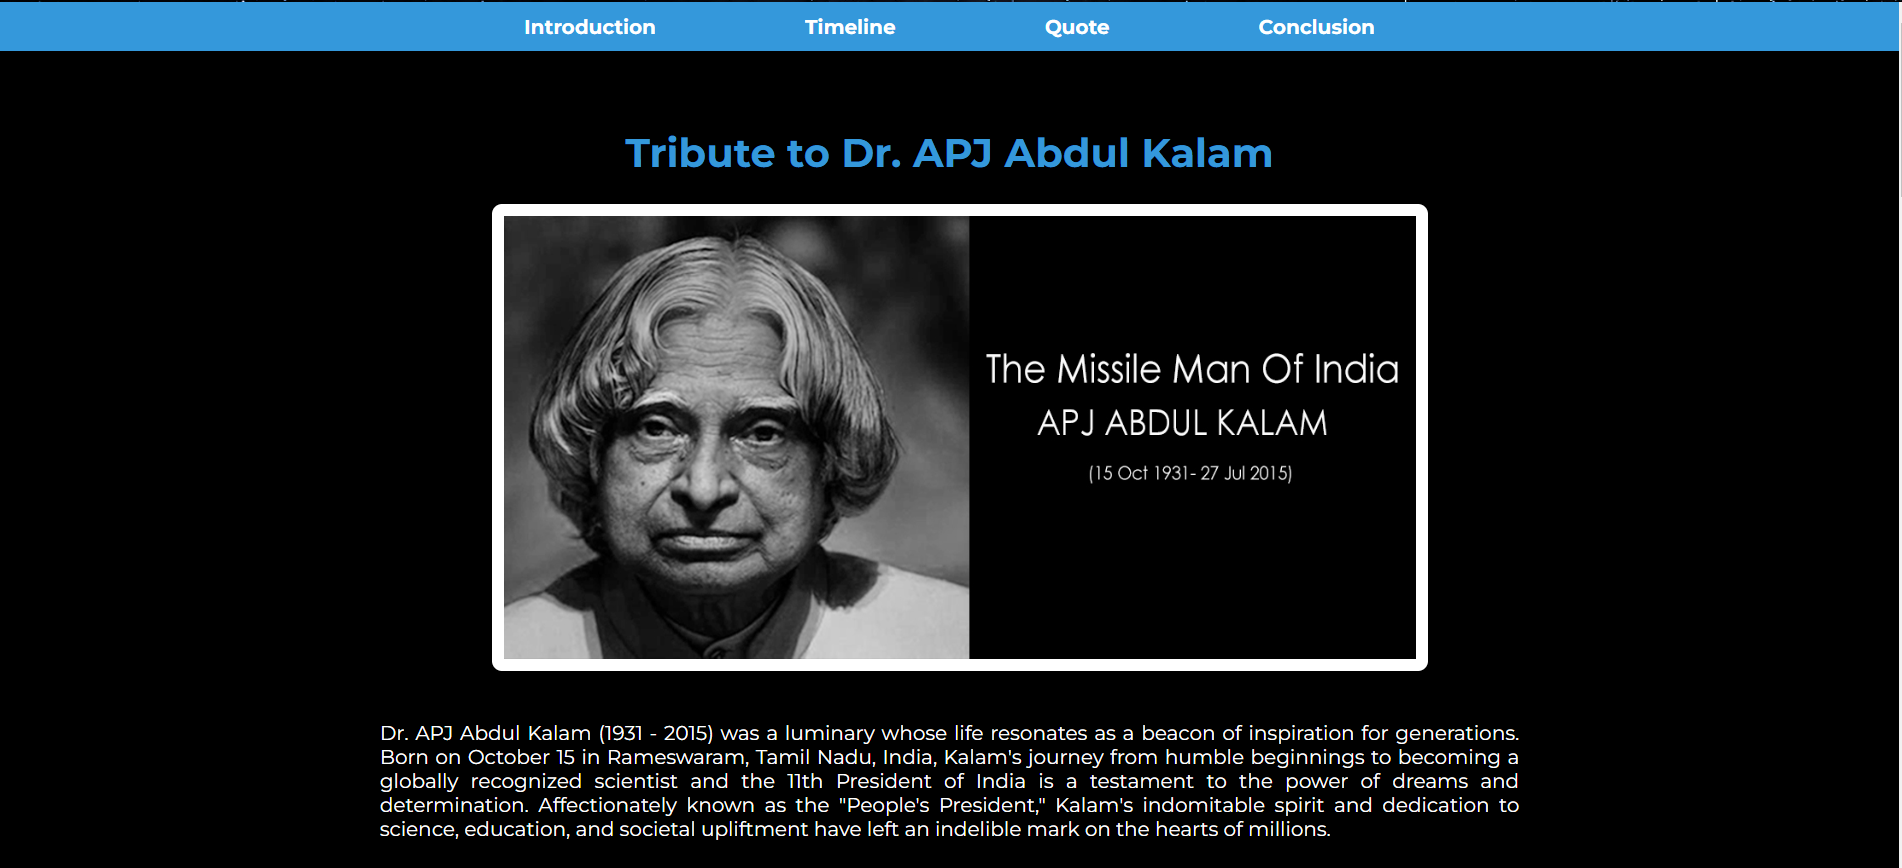 Introduction Timeline Quote Conclusion
Tribute to Dr. APJ Abdul Kalam
The Missile Man Of India
APJ ABDUL KALAM
(15 Oct 1931- 27 Jul 2015)
Dr. APJ Abdul Kalam (1931 - 2015) was a luminary whose life resonates as a beacon of inspiration for generations.
Born on October 15 in Rameswaram, Tamil Nadu, India, Kalam's journey from humble beginnings to becoming a
globally recognized scientist and the 11th President of India is a testament to the power of dreams and
determination. Affectionately known as the "People's President," Kalam's indomitable spirit and dedication to
science, education, and societal upliftment have left an indelible mark on the hearts of millions.